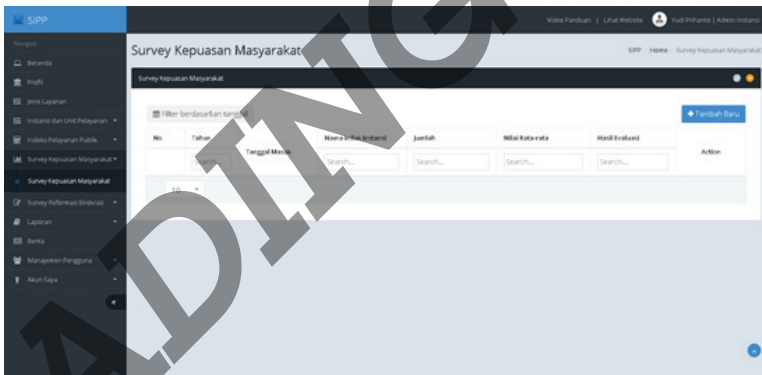 SIPP
Video Panduan | Lihat Website Yudi Prihanta | Admin Instansi
Navigasi
Beranda
Profil
Jenis Layanan
Instansi dan Unit Pelayanan
Indeks Pelayanan Publik
Survey Kepuasan Masyarakat
Survey Kepuasan Masyarakat
Survey Reformasi Birokrasi
Laporan
Berita
Manajemen Pengguna
Akun Saya
Survey Kepuasan Masyarakat
SIPP Home Survey Kepuasan Masyarakat
Survey Kepuasan Masyarakat
Filter berdasarkan tanggal
Tambah Baru
No Tahun Tanggal Masuk Nama Induk Instansi Jumlah Nilai Rata-rata Hasil Evaluasi Action
Search... Search... Search... Search... Search...
10
ADING